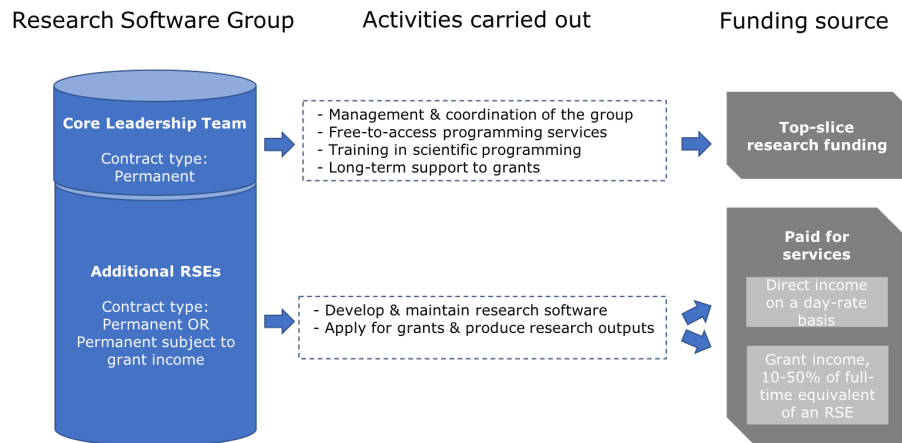 Research Software Group
Activities carried out
Funding source
Core Leadership Team
Contract type:
Permanent
- Management & coordination of the group
- Free-to-access programming services
- Training in scientific programming
- Long-term support to grants
Top-slice
research funding
Additional RSEs
Contract type:
Permanent OR
Permanent subject to
grant income
- Develop & maintain research software
- Apply for grants & produce research outputs
Paid for
services
Direct income
on a day-rate
basis
Grant income,
10-50% of full-
time equivalent
of an RSE